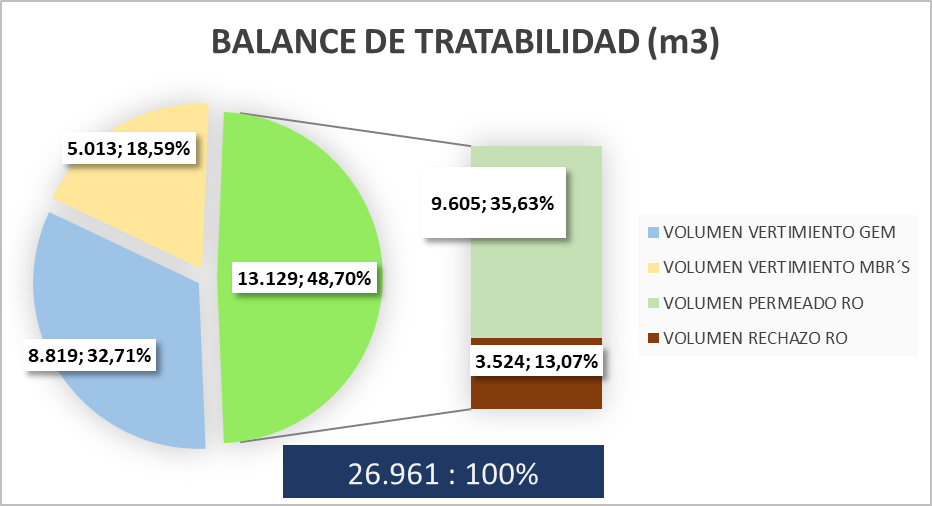 BALANCE DE TRATABILIDAD (m3)
5.013; 18,59%
9.605; 35,63%
13.129; 48,70%
8.819; 32,71%
3.524; 13,07%
VOLUMEN VERTIMIENTO GEM
VOLUMEN VERTIMIENTO MBR´S
VOLUMEN PERMEADO RO
VOLUMEN RECHAZO RO
26.961 : 100%